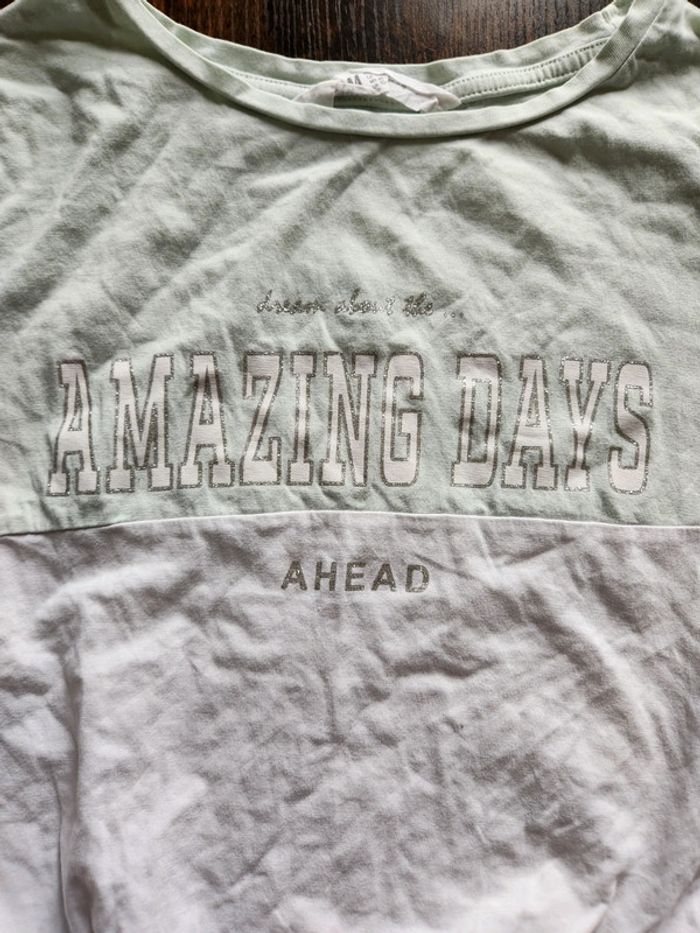 dream about the ...
AMAZING DAYS
AHEAD